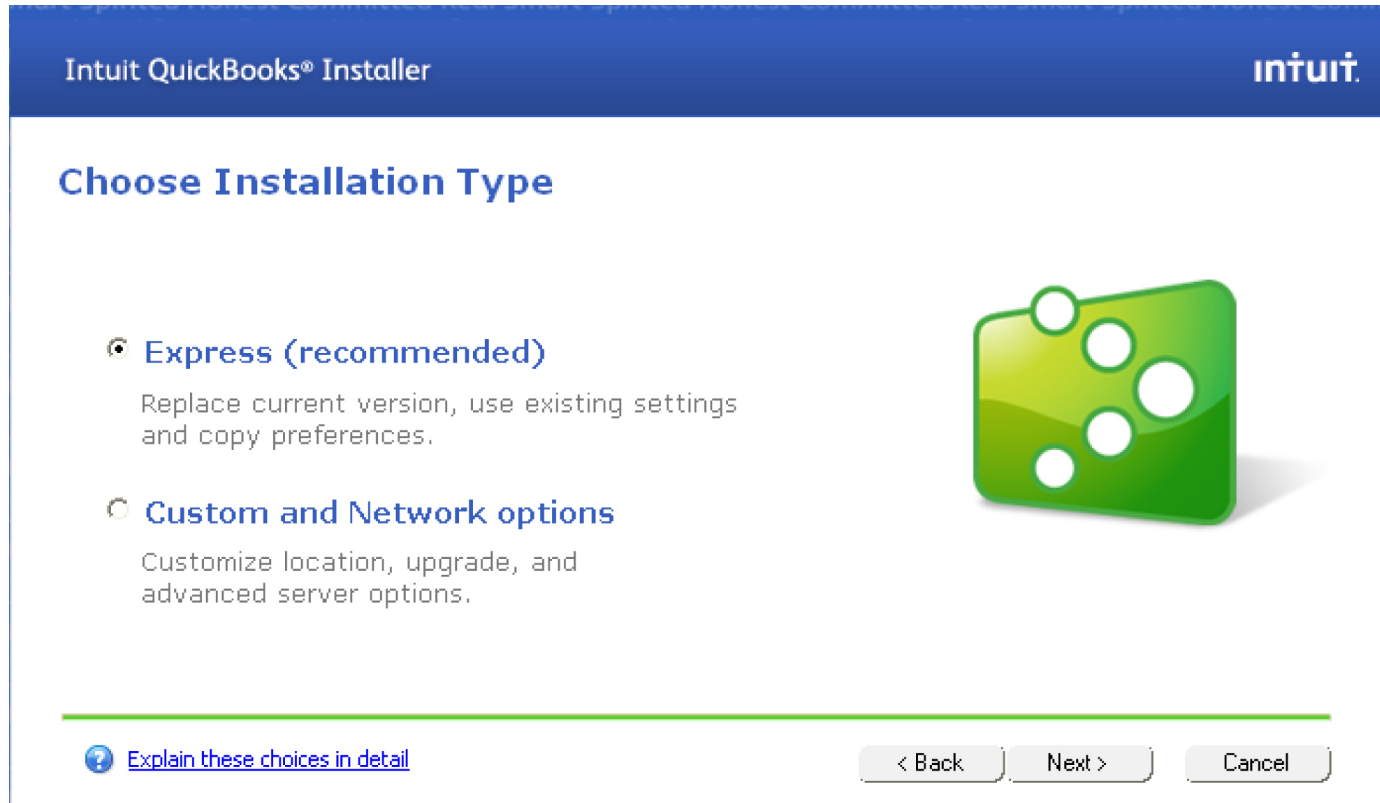 Intuit QuickBooks® Installer
ıntuıt.
Choose Installation Type
Express (recommended)
Replace current version, use existing settings
and copy preferences.
Custom and Network options
Customize location, upgrade, and
advanced server options.
Explain these choices in detail
< Back Next > Cancel